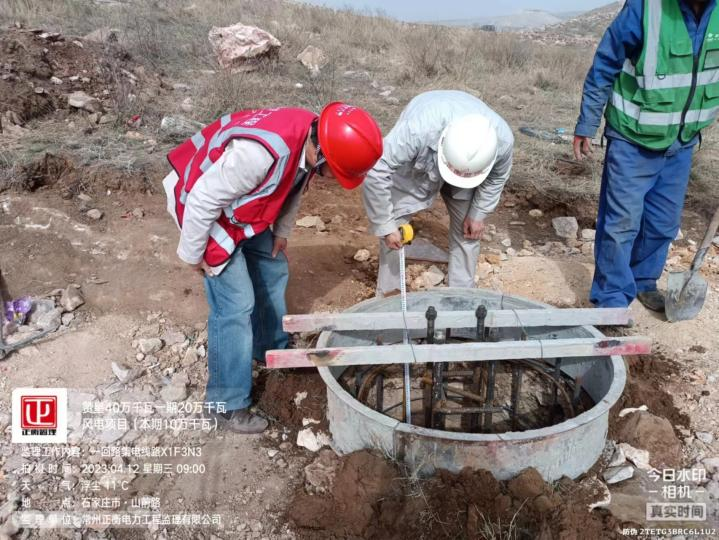 正衡管理
赞皇40万千瓦一期20万千瓦
风电项目（本期10万千瓦）
监理工作内容：一回路集电线路X1F3N3
拍摄时间：2023.04.12 星期三 09:00
天　气：浮尘 11℃
地　点：石家庄市·山前路
监理单位：常州正衡电力工程监理有限公司
今日水印
相机
真实时间
防伪 2TETG3BRC6L1U2